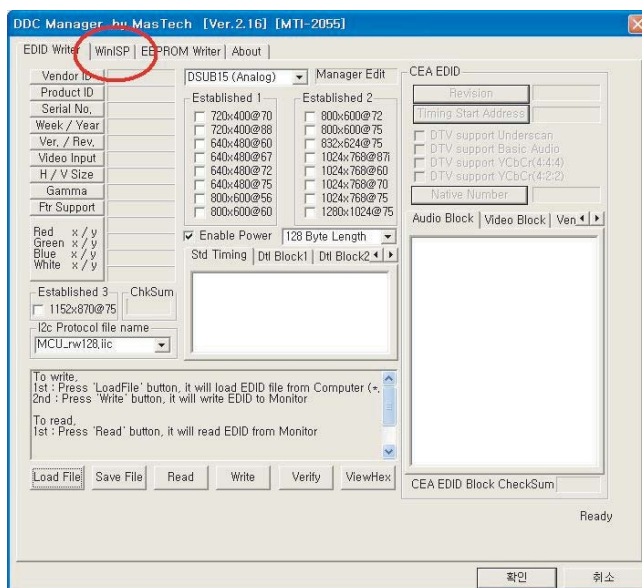 DDC Manager by MasTech [Ver.2.16] [MTI-2055]
EDID Writer WinISP EEPROM Writer About
Vendor ID
Product ID
Serial No,
Week / Year
Ver, / Rev,
Video Input
H / V Size
Gamma
Ftr Support
Red x / y
Green x / y
Blue x / y
White x / y
Established 3
1152x870@75
ChkSum
I2c Protocol file name
MCU_rw128,iic
DSUB15 (Analog)
Manager Edit
Established 1
720x400@70
720x400@88
640x480@60
640x480@67
640x480@72
640x480@75
800x600@56
800x600@60
Established 2
800x600@72
800x600@75
832x624@75
1024x768@87i
1024x768@60
1024x768@70
1024x768@75
1280x1024@75
Enable Power
128 Byte Length
Std Timing Dtl Block1 Dtl Block2
To write,
1st : Press 'LoadFile' button, it will load EDID file from Computer (*,
2nd : Press 'Write' button, it will write EDID to Monitor
To read,
1st : Press 'Read' button, it will read EDID from Monitor
Load File Save File Read Write Verify ViewHex
CEA EDID
Revision
Timing Start Address
DTV support Underscan
DTV support Basic Audio
DTV support YCbCr(4:4:4)
DTV support YCbCr(4:2:2)
Native Number
Audio Block Video Block Ven
CEA EDID Block CheckSum
Ready
확인 취소